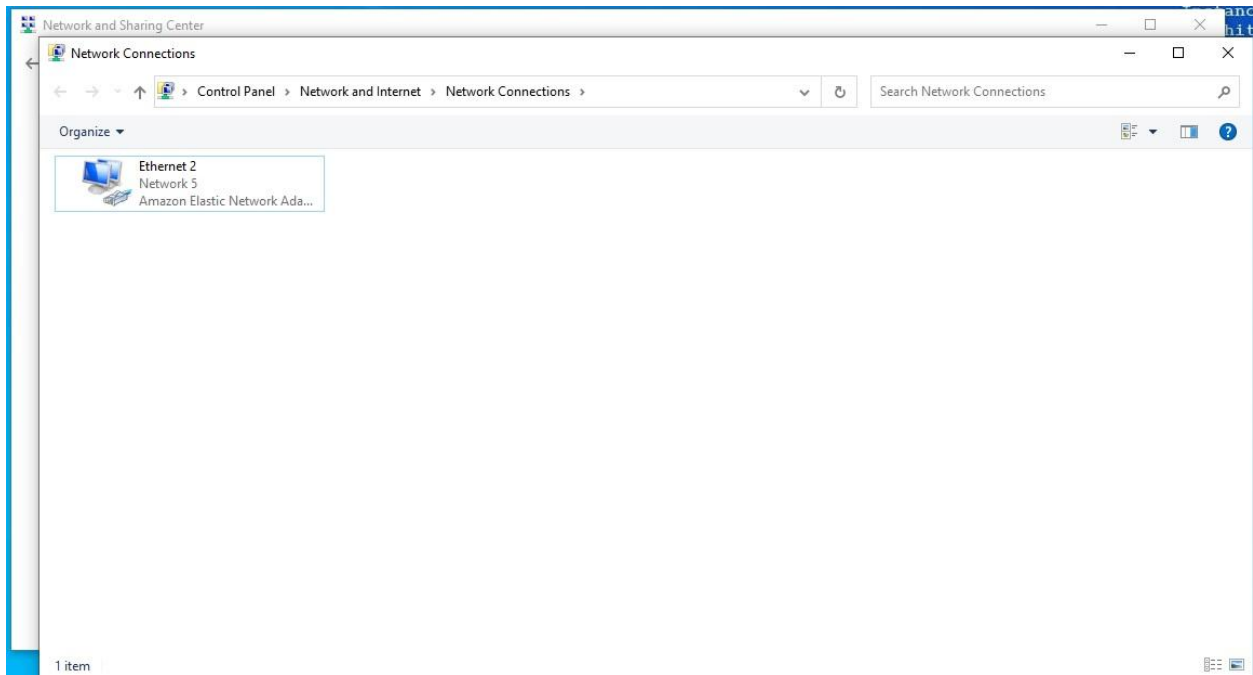 Network and Sharing Center
Network Connections
Control Panel > Network and Internet > Network Connections >
Search Network Connections
Organize
Ethernet 2
Network 5
Amazon Elastic Network Ada...
1 item